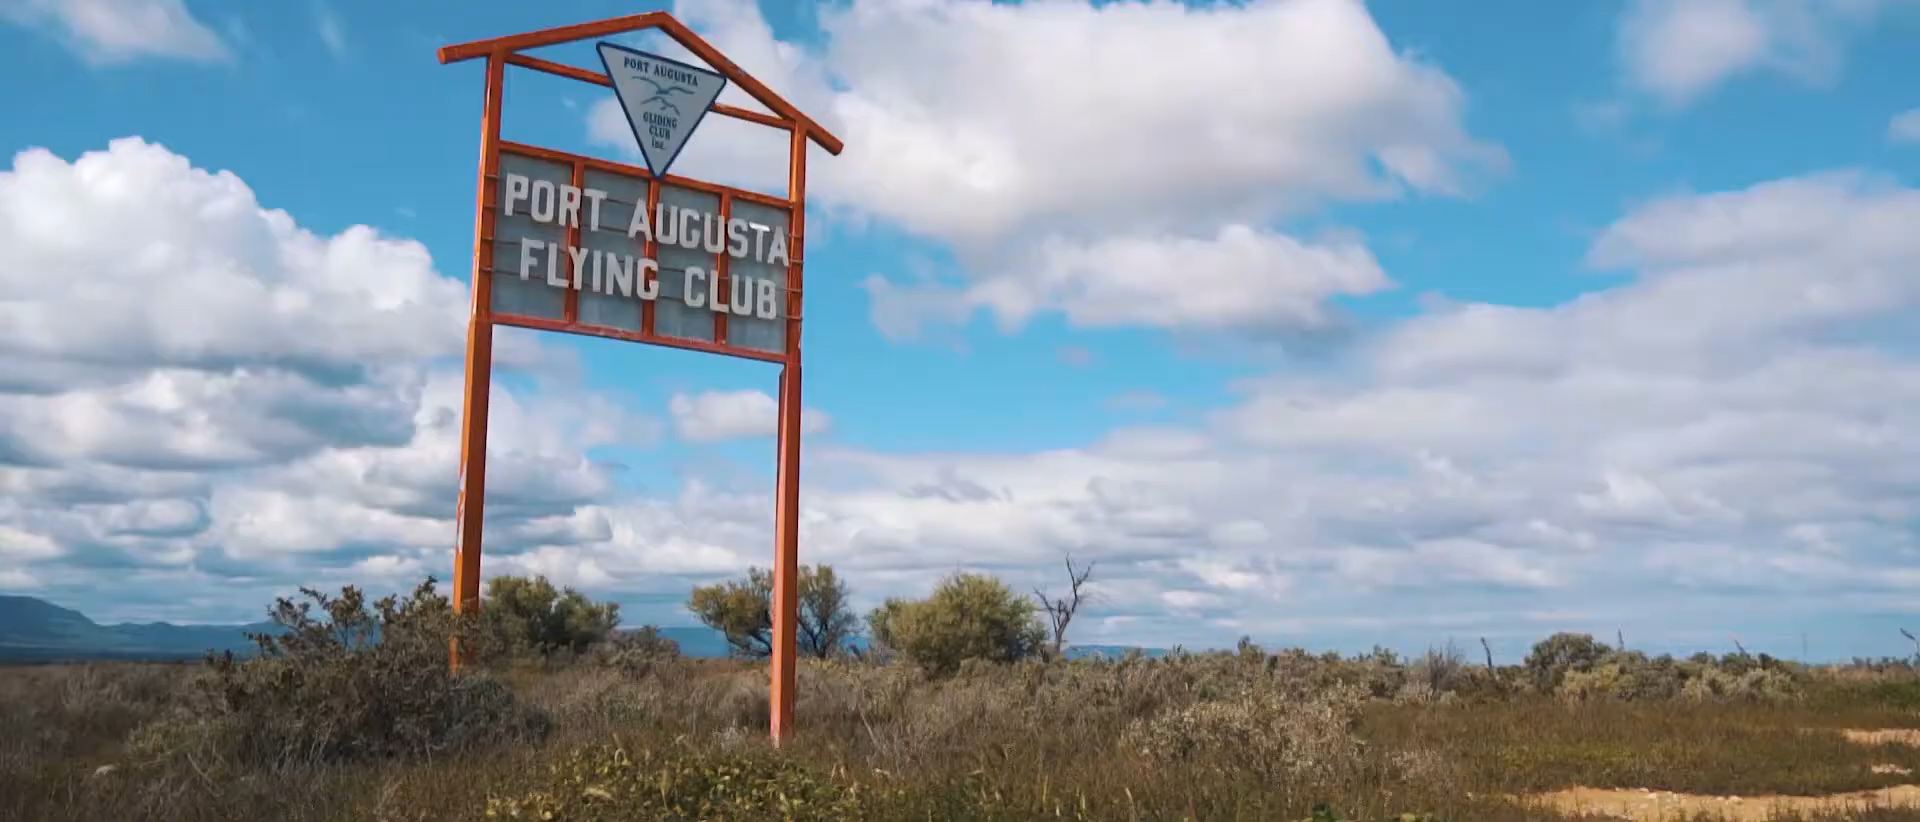 PORT AUGUSTA
GLIDING
CLUB
Inc.
PORT AUGUSTA
FLYING CLUB